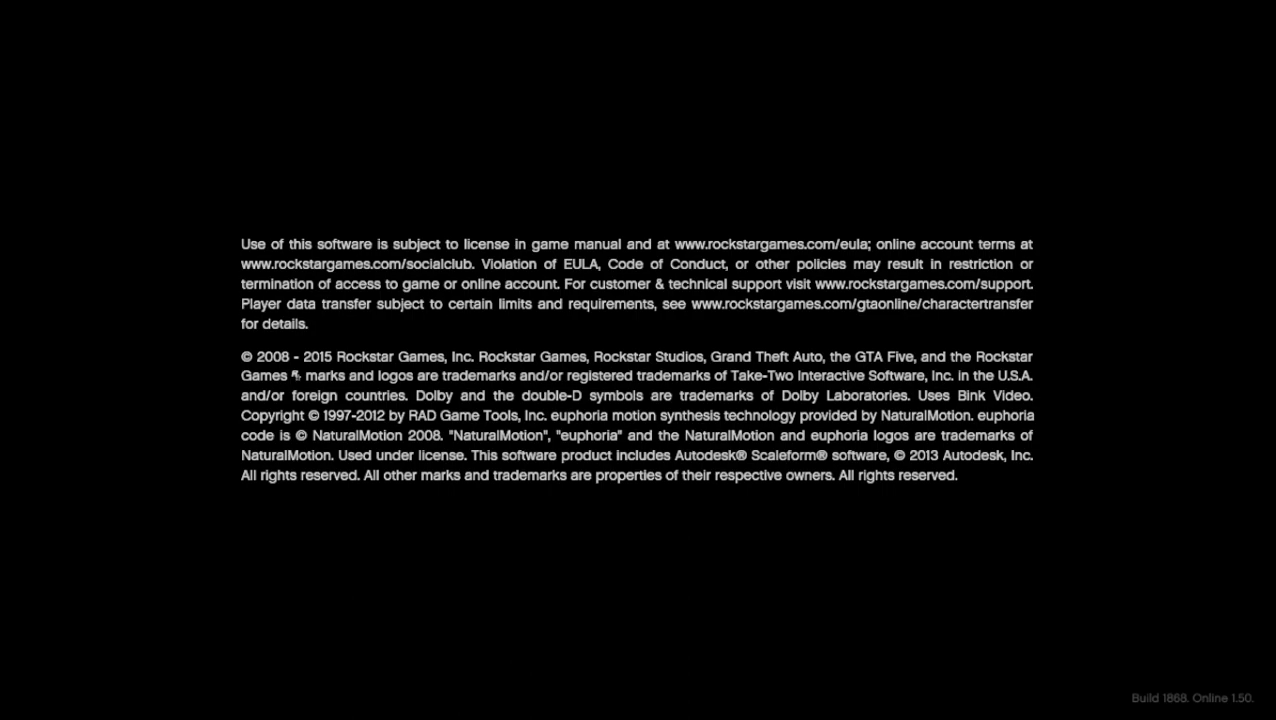 Use of this software is subject to license in game manual and at www.rockstargames.com/eula; online account terms at
www.rockstargames.com/socialclub. Violation of EULA, Code of Conduct, or other policies may result in restriction or
termination of access to game or online account. For customer & technical support visit www.rockstargames.com/support.
Player data transfer subject to certain limits and requirements, see www.rockstargames.com/gtaonline/charactertransfer
for details.
© 2008 - 2015 Rockstar Games, Inc. Rockstar Games, Rockstar Studios, Grand Theft Auto, the GTA Five, and the Rockstar
Games R* marks and logos are trademarks and/or registered trademarks of Take-Two Interactive Software, Inc. in the U.S.A.
and/or foreign countries. Dolby and the double-D symbols are trademarks of Dolby Laboratories. Uses Bink Video.
Copyright © 1997-2012 by RAD Game Tools, Inc. euphoria motion synthesis technology provided by NaturalMotion. euphoria
code is © NaturalMotion 2008. "NaturalMotion", "euphoria" and the NaturalMotion and euphoria logos are trademarks of
NaturalMotion. Used under license. This software product includes Autodesk® Scaleform® software, © 2013 Autodesk, Inc.
All rights reserved. All other marks and trademarks are properties of their respective owners. All rights reserved.
Build 1868. Online 1.50.